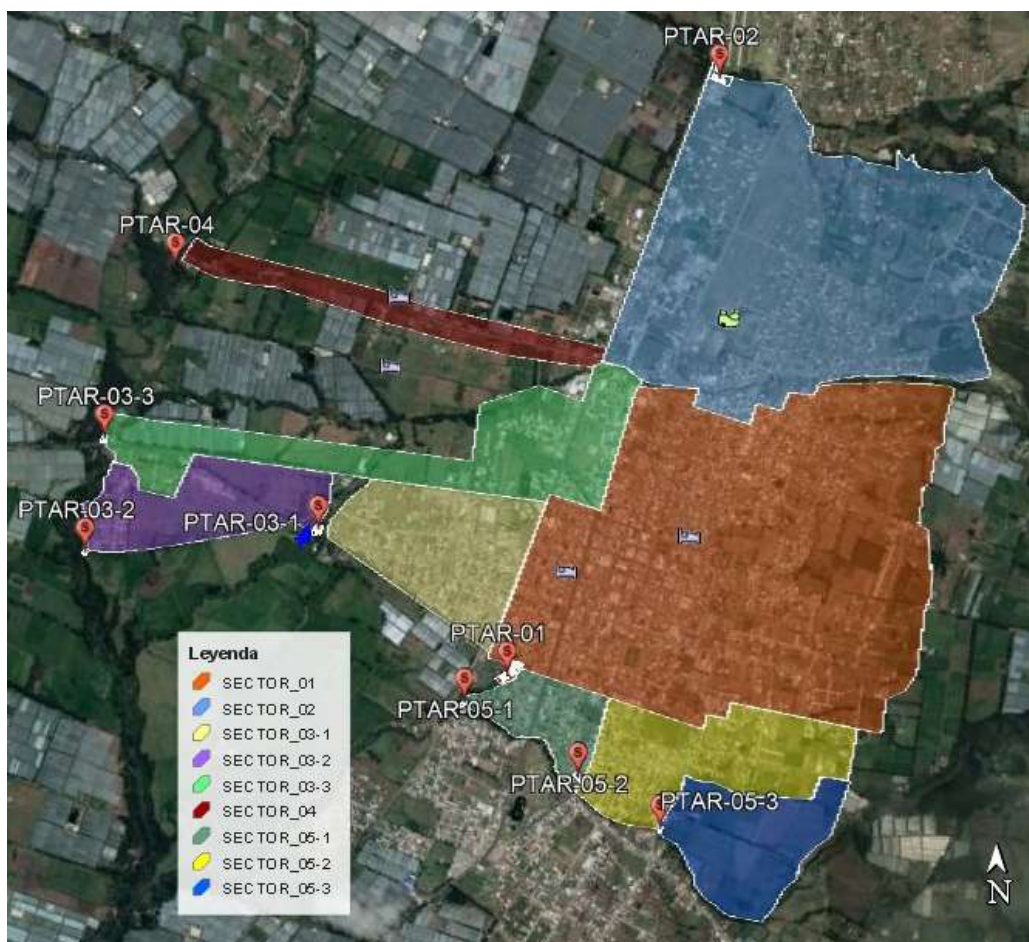 PTAR-02
PTAR-04
PTAR-03-3
PTAR-03-2
PTAR-03-1
PTAR-01
PTAR-05-1
PTAR-05-2
PTAR-05-3
Leyenda
SECTOR_01
SECTOR_02
SECTOR_03-1
SECTOR_03-2
SECTOR_03-3
SECTOR_04
SECTOR_05-1
SECTOR_05-2
SECTOR_05-3
N